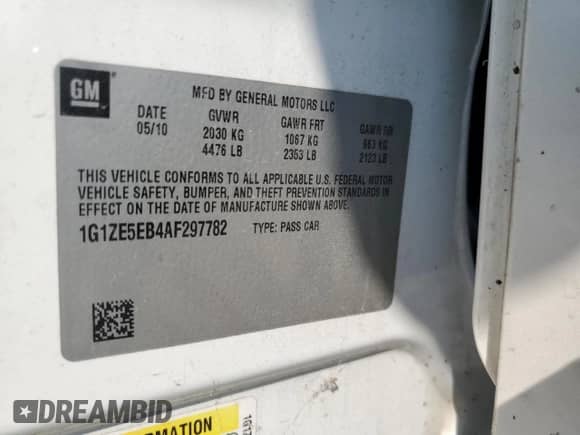 GM
MFD BY GENERAL MOTORS LLC
DATE GVWR GAWR FRT GAWR RR
05/10 2030 KG 1067 KG 963 KG
4476 LB 2353 LB 2123 LB
THIS VEHICLE CONFORMS TO ALL APPLICABLE U.S. FEDERAL MOTOR
VEHICLE SAFETY, BUMPER, AND THEFT PREVENTION STANDARDS IN
EFFECT ON THE DATE OF MANUFACTURE SHOWN ABOVE.
1G1ZE5EB4AF297782 TYPE: PASS CAR
DREAMBID